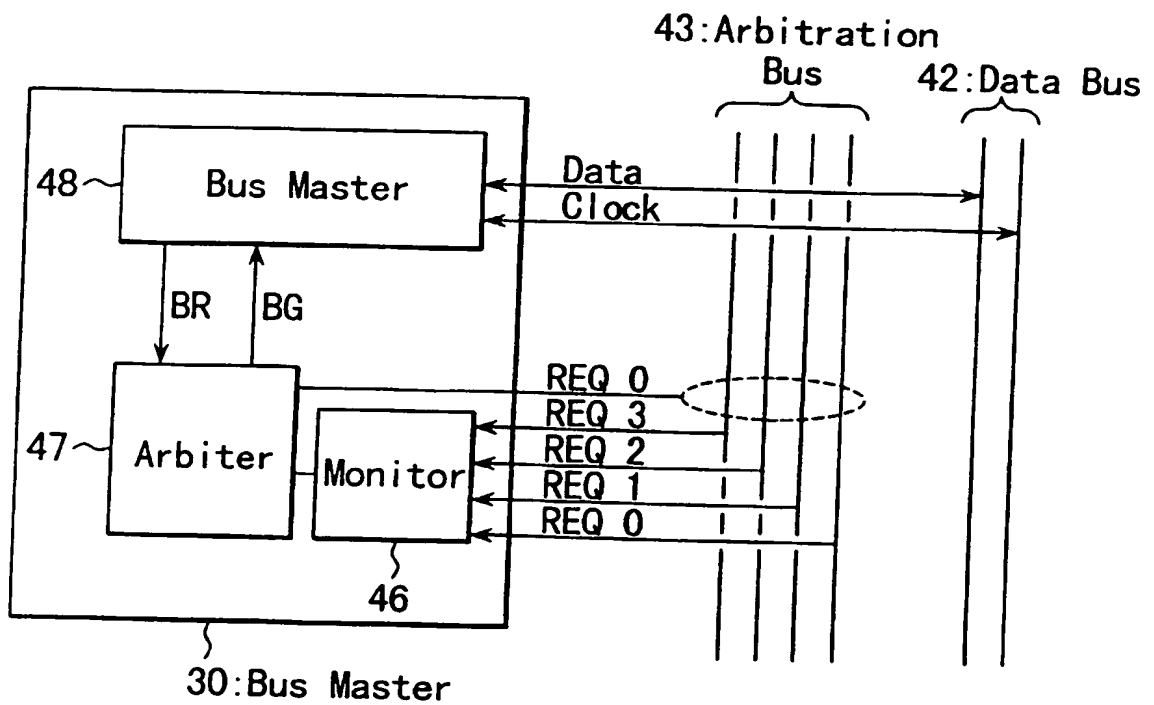 43:Arbitration
Bus
42:Data Bus
48
Bus Master
Data
Clock
BR
BG
REQ 0
REQ 3
47
Arbiter
Monitor
REQ 2
REQ 1
REQ 0
46
30:Bus Master